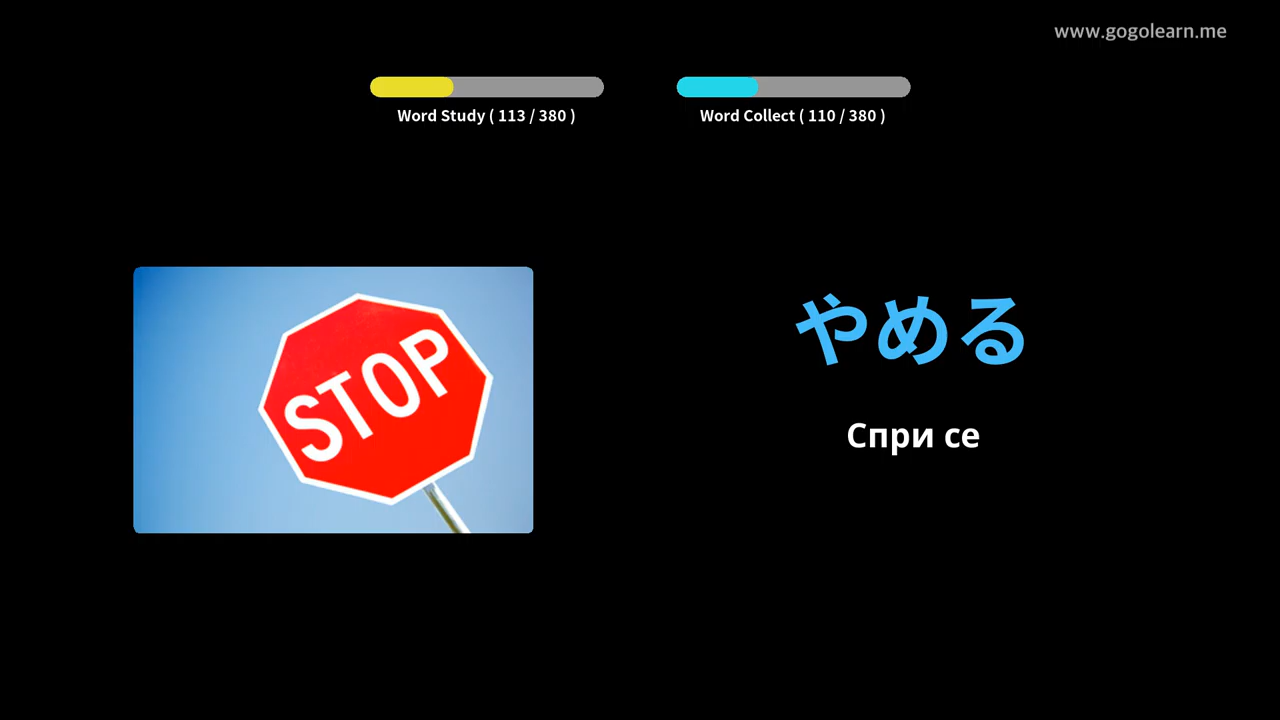 www.gogolearn.me
Word Study ( 113 / 380 )
Word Collect ( 110 / 380 )
STOP
やめる
Спри се